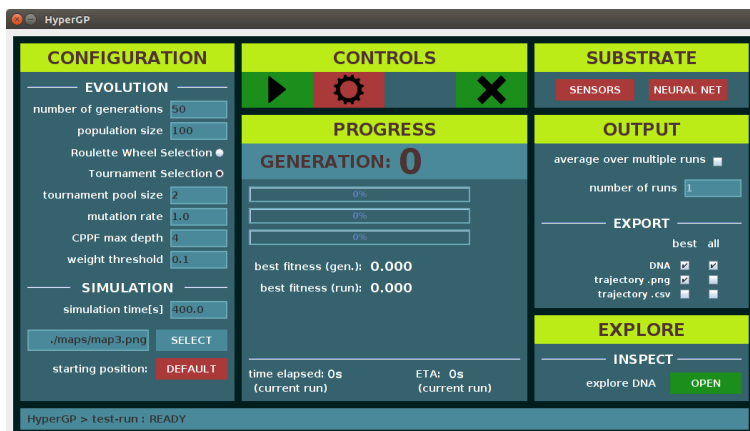 HyperGP
CONFIGURATION
EVOLUTION
number of generations 50
population size 100
Roulette Wheel Selection
Tournament Selection
tournament pool size 2
mutation rate 1.0
CPPF max depth 4
weight threshold 0.1
SIMULATION
simulation time[s] 400.0
./maps/map3.png SELECT
starting position: DEFAULT
CONTROLS
PROGRESS
GENERATION: 0
0%
0%
0%
best fitness (gen.): 0.000
best fitness (run): 0.000
time elapsed: 0s ETA: 0s
(current run) (current run)
SUBSTRATE
SENSORS NEURAL NET
OUTPUT
average over multiple runs
number of runs 1
EXPORT
best all
DNA
trajectory .png
trajectory .csv
EXPLORE
INSPECT
explore DNA OPEN
HyperGP > test-run : READY